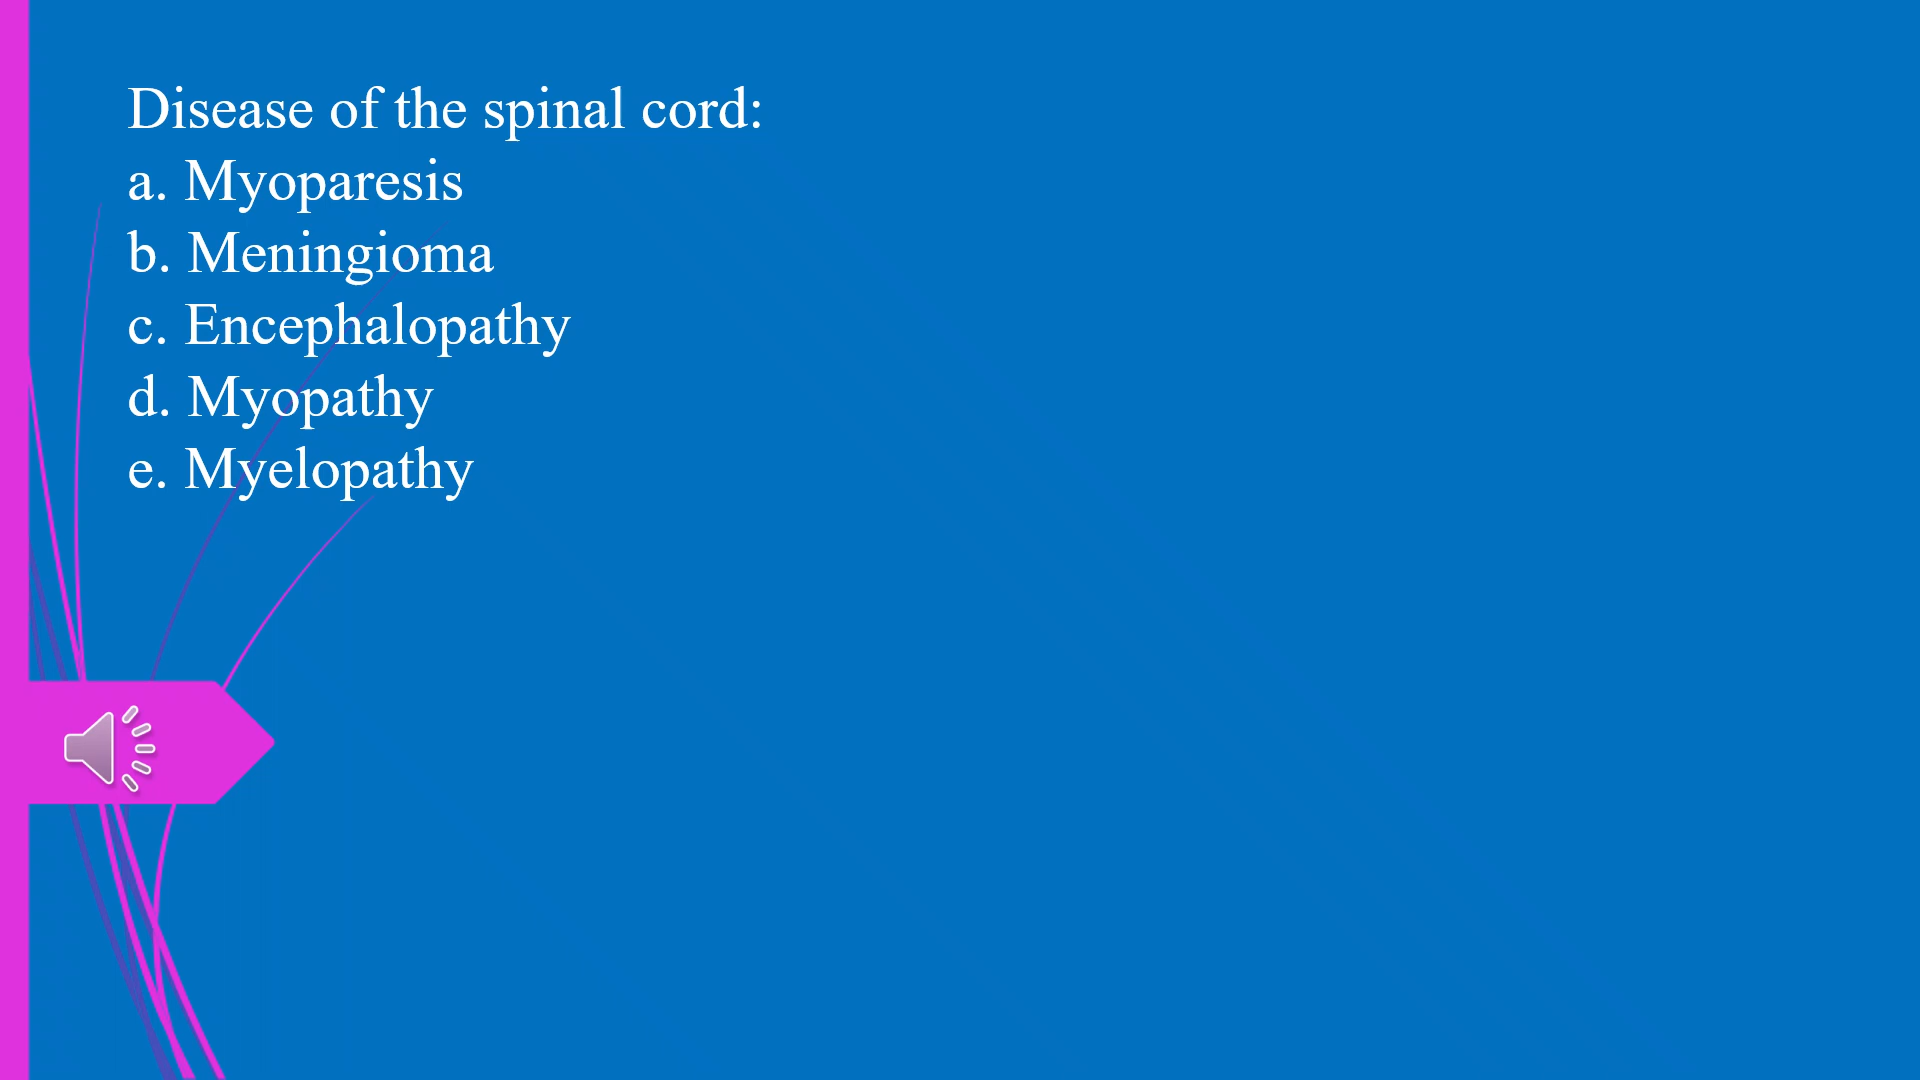 Disease of the spinal cord:
a. Myoparesis
b. Meningioma
c. Encephalopathy
d. Myopathy
e. Myelopathy